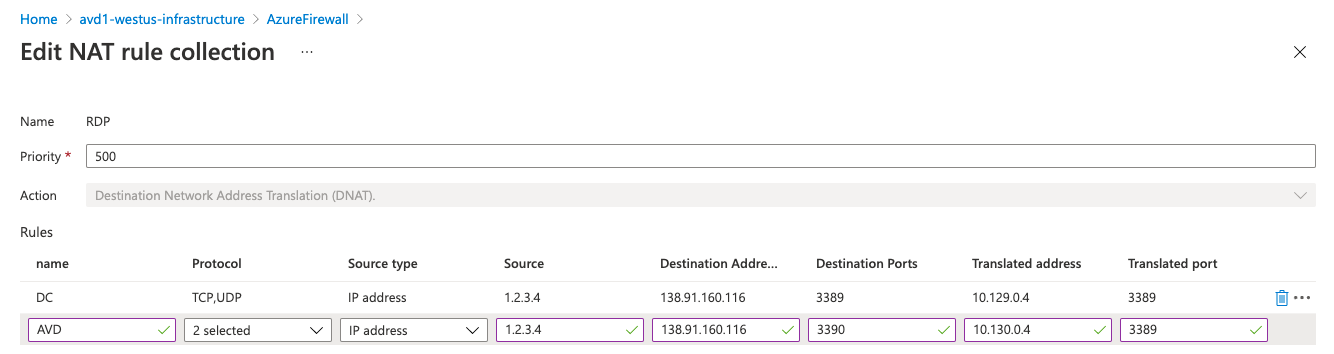 Home > avd1-westus-infrastructure > AzureFirewall >
Edit NAT rule collection ...
Name RDP
Priority * 500
Action Destination Network Address Translation (DNAT).
Rules
name Protocol Source type Source Destination Addre... Destination Ports Translated address Translated port
DC TCP,UDP IP address 1.2.3.4 138.91.160.116 3389 10.129.0.4 3389
AVD 2 selected IP address 1.2.3.4 138.91.160.116 3390 10.130.0.4 3389